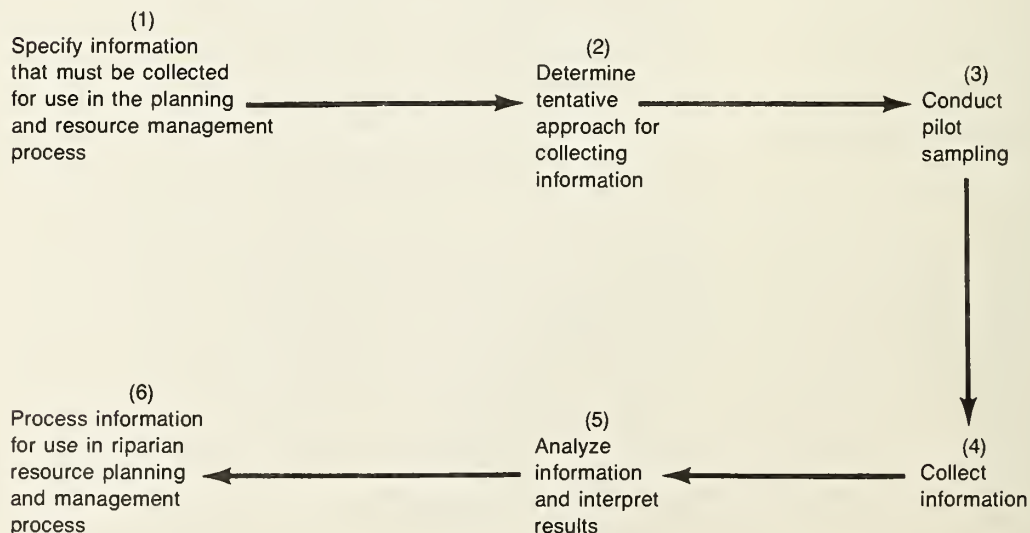 (1)
Specify information
that must be collected
for use in the planning
and resource management
process
(2)
Determine
tentative
approach for
collecting
information
(3)
Conduct
pilot
sampling
(4)
Collect
information
(5)
Analyze
information
and interpret
results
(6)
Process information
for use in riparian
resource planning
and management
process